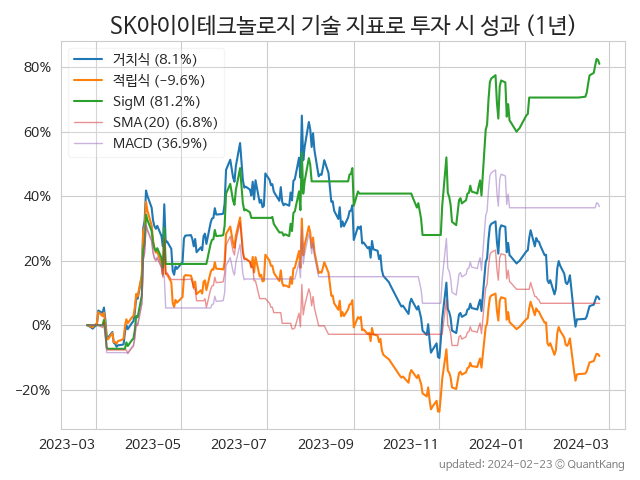 SK아이이테크놀로지 기술 지표로 투자 시 성과 (1년)
거치식 (8.1%)
적립식 (-9.6%)
SigM (81.2%)
SMA(20) (6.8%)
MACD (36.9%)
80%
60%
40%
20%
0%
−20%
2023-03 2023-05 2023-07 2023-09 2023-11 2024-01 2024-03
updated: 2024-02-23 © QuantKang